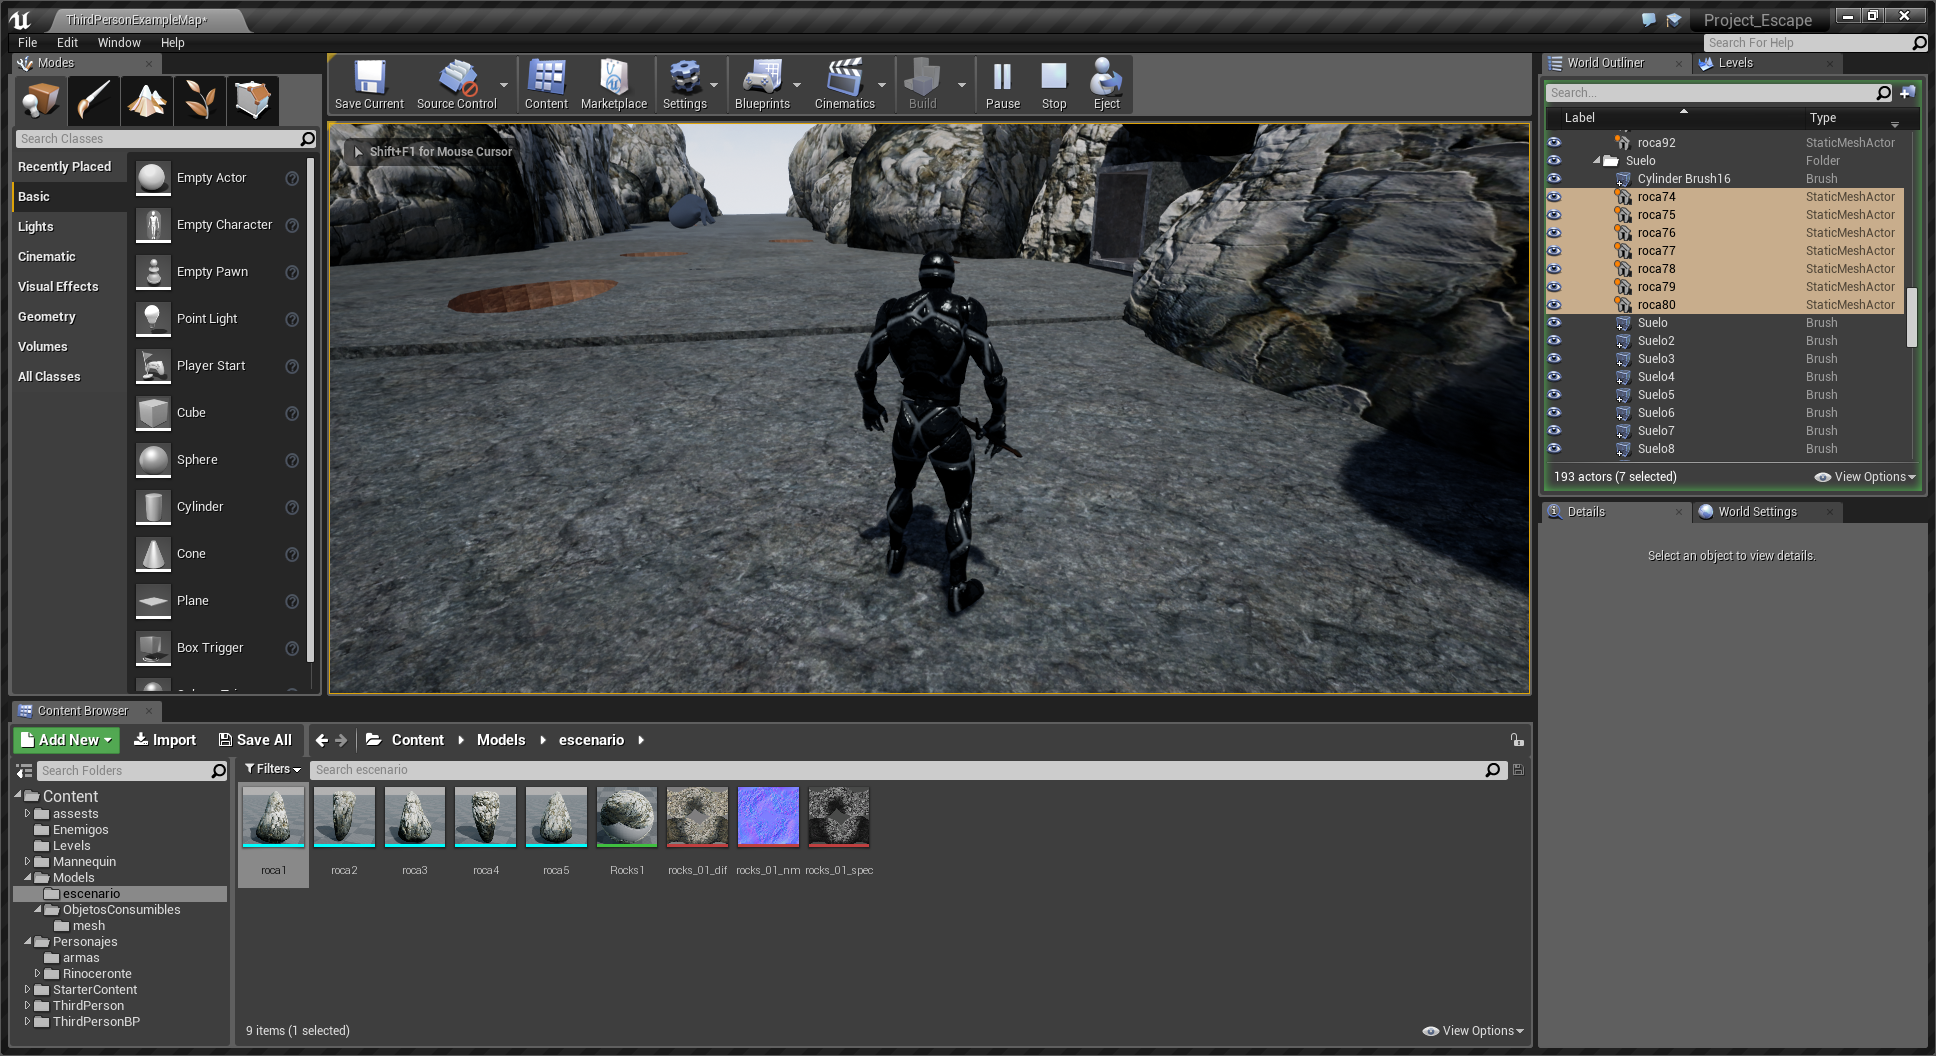 ThirdPersonExampleMap*
Project_Escape
File Edit Window Help
Search For Help
Modes
Search Classes
Recently Placed
Basic
Lights
Cinematic
Visual Effects
Geometry
Volumes
All Classes
Empty Actor
Empty Character
Empty Pawn
Point Light
Player Start
Cube
Sphere
Cylinder
Cone
Plane
Box Trigger
Save Current
Source Control
Content
Marketplace
Settings
Blueprints
Cinematics
Build
Pause
Stop
Eject
Shift+F1 for Mouse Cursor
World Outliner
Levels
Search...
Label Type
roca92 StaticMeshActor
Suelo Folder
Cylinder Brush16 Brush
roca74 StaticMeshActor
roca75 StaticMeshActor
roca76 StaticMeshActor
roca77 StaticMeshActor
roca78 StaticMeshActor
roca79 StaticMeshActor
roca80 StaticMeshActor
Suelo Brush
Suelo2 Brush
Suelo3 Brush
Suelo4 Brush
Suelo5 Brush
Suelo6 Brush
Suelo7 Brush
Suelo8 Brush
193 actors (7 selected)
View Options
Details
World Settings
Select an object to view details.
Content Browser
Add New
Import
Save All
Content
Models
escenario
Search Folders
Filters
Search escenario
Content
assests
Enemigos
Levels
Mannequin
Models
escenario
ObjetosConsumibles
mesh
Personajes
armas
Rinoceronte
StarterContent
ThirdPerson
ThirdPersonBP
roca1
roca2
roca3
roca4
roca5
Rocks1
rocks_01_dif
rocks_01_nm
rocks_01_spec
9 items (1 selected)
View Options